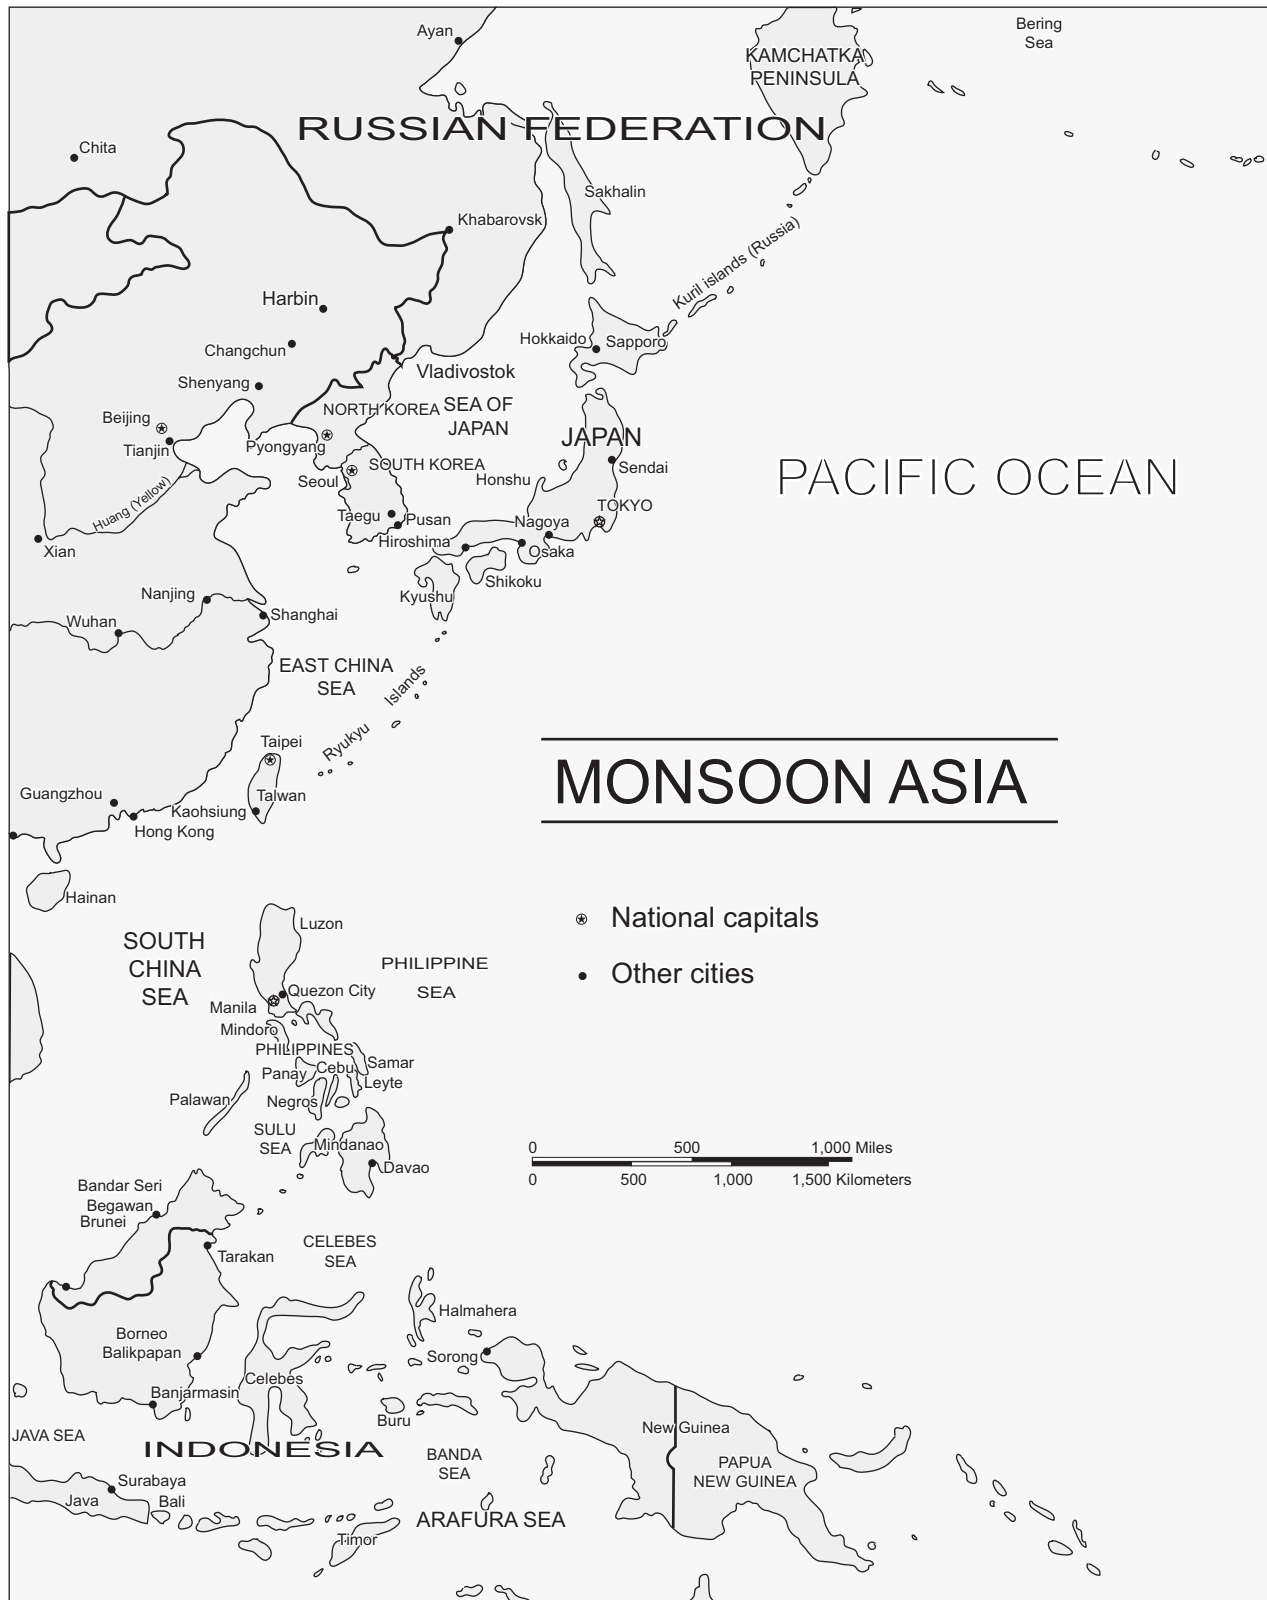 Ayan
Bering
Sea
KAMCHATKA
PENINSULA
RUSSIAN FEDERATION
Chita
Sakhalin
Khabarovsk
Kuril islands (Russia)
Harbin
Hokkaido
Sapporo
Changchun
Vladivostok
Shenyang
NORTH KOREA
SEA OF
JAPAN
Beijing
JAPAN
Tianjin
Pyongyang
SOUTH KOREA
Sendai
PACIFIC OCEAN
Seoul
Honshu
Huang (Yellow)
TOKYO
Taegu
Pusan
Nagoya
Hiroshima
Osaka
Xian
Shikoku
Nanjing
Kyushu
Shanghai
Wuhan
EAST CHINA
SEA
Ryukyu Islands
Taipei
MONSOON ASIA
Guangzhou
Talwan
Kaohsiung
Hong Kong
Hainan
Luzon
National capitals
SOUTH
CHINA
SEA
PHILIPPINE
SEA
Other cities
Quezon City
Manila
Mindoro
PHILIPPINES
Samar
Panay
Cebu
Leyte
Palawan
Negros
SULU
SEA
Mindanao
Davao
0 500 1,000 Miles
0 500 1,000 1,500 Kilometers
Bandar Seri
Begawan
Brunei
CELEBES
SEA
Tarakan
Halmahera
Borneo
Balikpapan
Sorong
Celebes
Banjarmasin
Buru
New Guinea
JAVA SEA
INDONESIA
BANDA
SEA
PAPUA
NEW GUINEA
Surabaya
Java
Bali
ARAFURA SEA
Timor